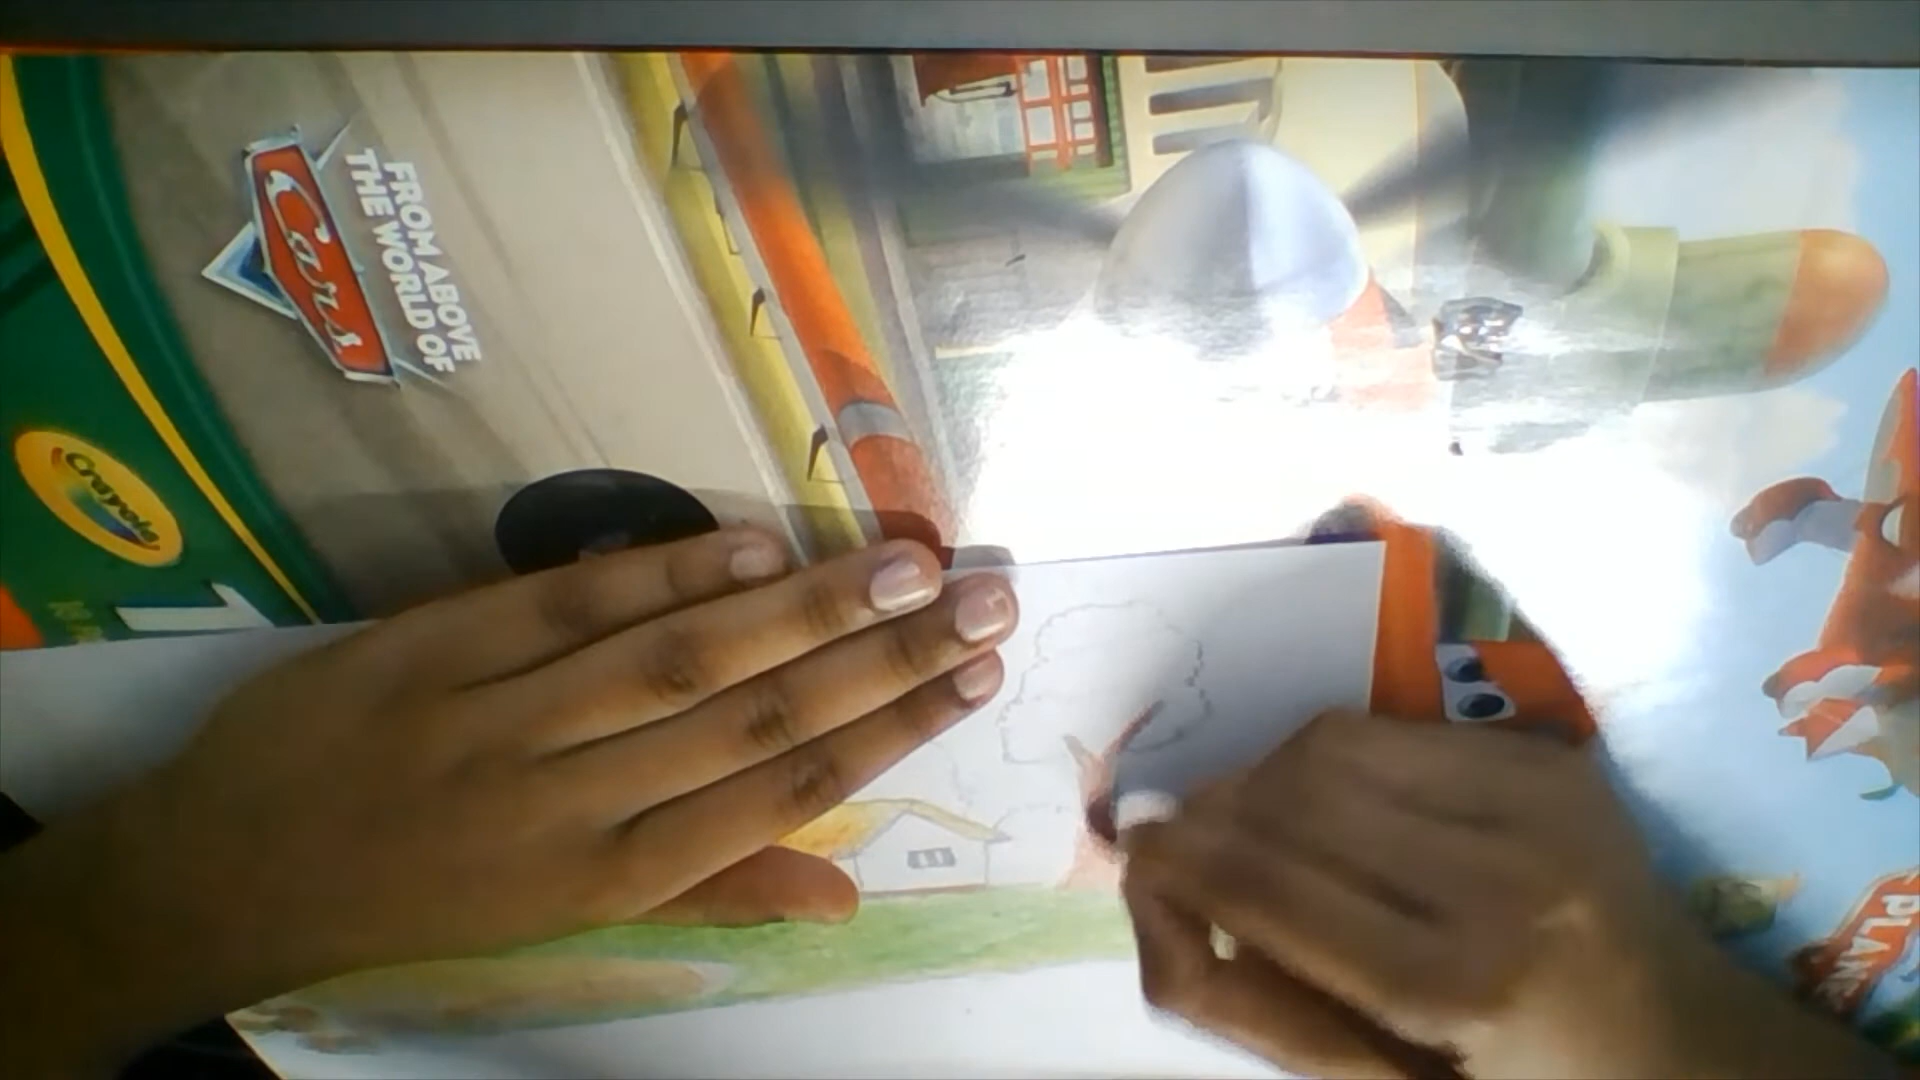 FROM ABOVE
THE WORLD OF
Cars
Crayola
PLAN